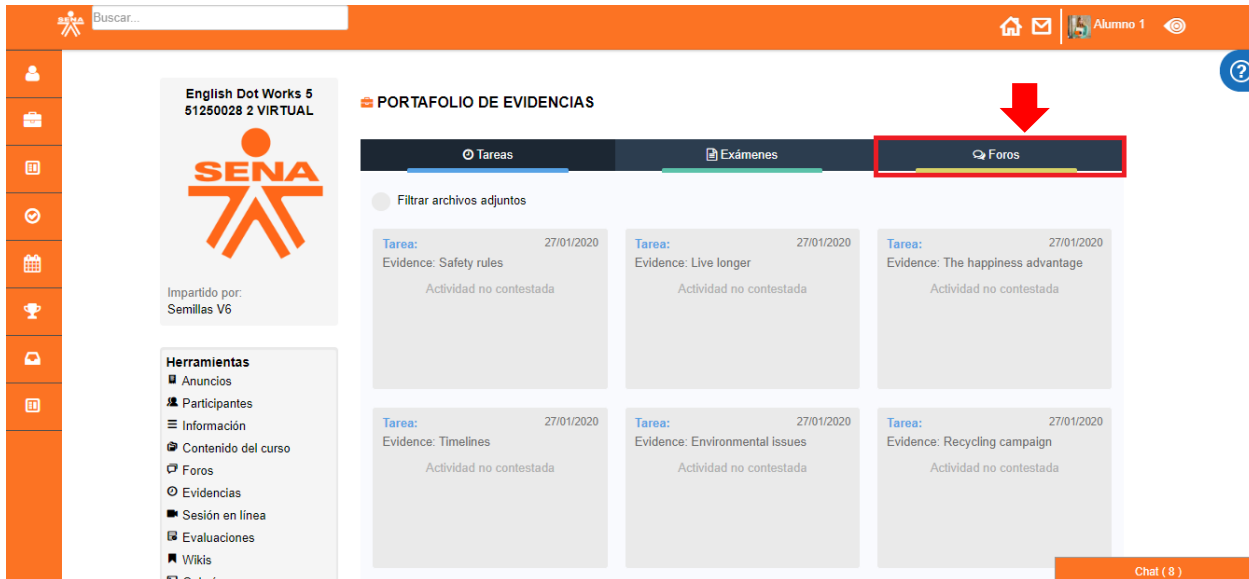 SENA
Buscar...
Alumno 1
English Dot Works 5
51250028 2 VIRTUAL
SENA
Impartido por:
Semillas V6
Herramientas
Anuncios
Participantes
Información
Contenido del curso
Foros
Evidencias
Sesión en línea
Evaluaciones
Wikis
PORTAFOLIO DE EVIDENCIAS
Tareas
Exámenes
Foros
Filtrar archivos adjuntos
Tarea: 27/01/2020
Evidence: Safety rules
Actividad no contestada
Tarea: 27/01/2020
Evidence: Live longer
Actividad no contestada
Tarea: 27/01/2020
Evidence: The happiness advantage
Actividad no contestada
Tarea: 27/01/2020
Evidence: Timelines
Actividad no contestada
Tarea: 27/01/2020
Evidence: Environmental issues
Actividad no contestada
Tarea: 27/01/2020
Evidence: Recycling campaign
Actividad no contestada
Chat ( 8 )